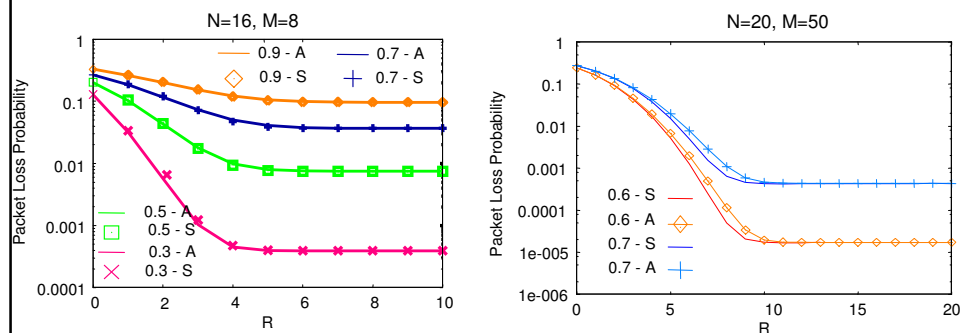 N=16, M=8
Packet Loss Probability
1
0.1
0.01
0.001
0.0001
0.9 - A
0.7 - A
0.9 - S
0.7 - S
0.5 - A
0.5 - S
0.3 - A
0.3 - S
0 2 4 6 8 10
R
N=20, M=50
Packet Loss Probability
1
0.1
0.01
0.001
0.0001
1e-005
1e-006
0.6 - S
0.6 - A
0.7 - S
0.7 - A
0 5 10 15 20
R